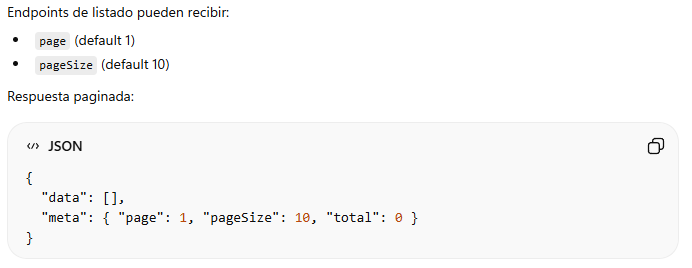 Endpoints de listado pueden recibir:
• page (default 1)
• pageSize (default 10)
Respuesta paginada:
</> JSON
{
  "data": [],
  "meta": { "page": 1, "pageSize": 10, "total": 0 }
}